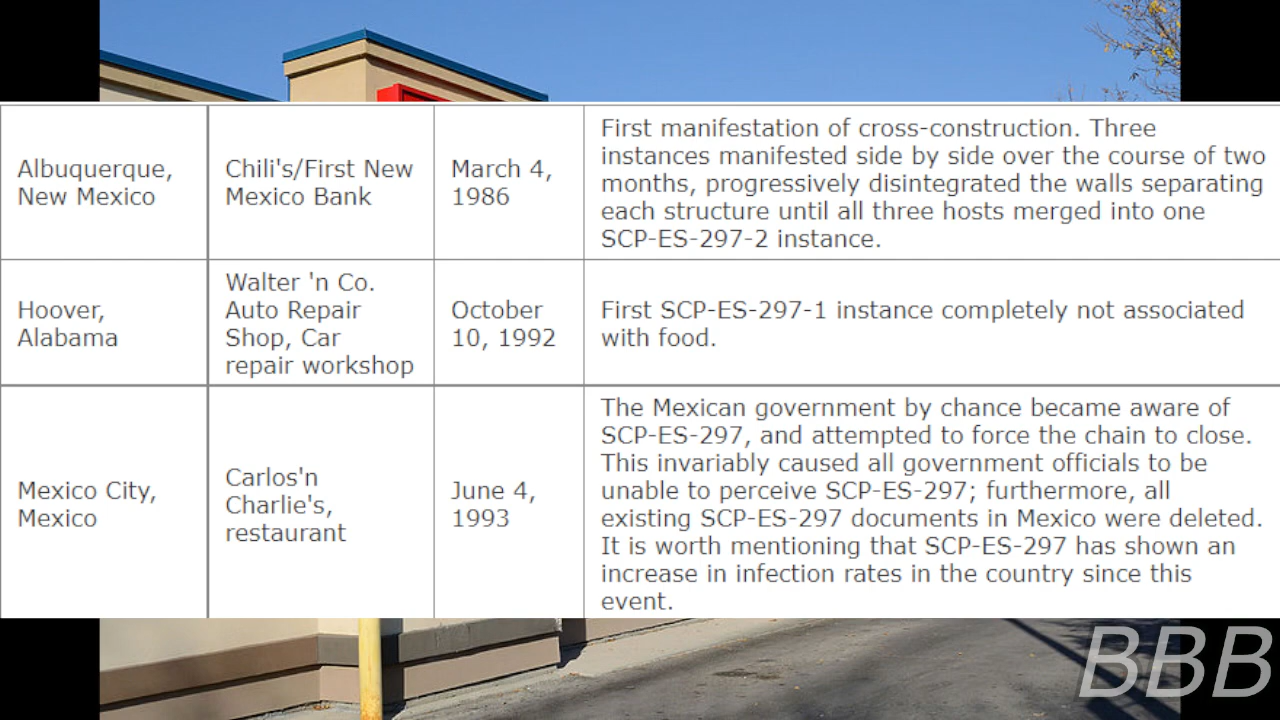 Albuquerque,
New Mexico
Chili's/First New
Mexico Bank
March 4,
1986
First manifestation of cross-construction. Three
instances manifested side by side over the course of two
months, progressively disintegrated the walls separating
each structure until all three hosts merged into one
SCP-ES-297-2 instance.
Hoover,
Alabama
Walter 'n Co.
Auto Repair
Shop, Car
repair workshop
October
10, 1992
First SCP-ES-297-1 instance completely not associated
with food.
Mexico City,
Mexico
Carlos'n
Charlie's,
restaurant
June 4,
1993
The Mexican government by chance became aware of
SCP-ES-297, and attempted to force the chain to close.
This invariably caused all government officials to be
unable to perceive SCP-ES-297; furthermore, all
existing SCP-ES-297 documents in Mexico were deleted.
It is worth mentioning that SCP-ES-297 has shown an
increase in infection rates in the country since this
event.
BBB